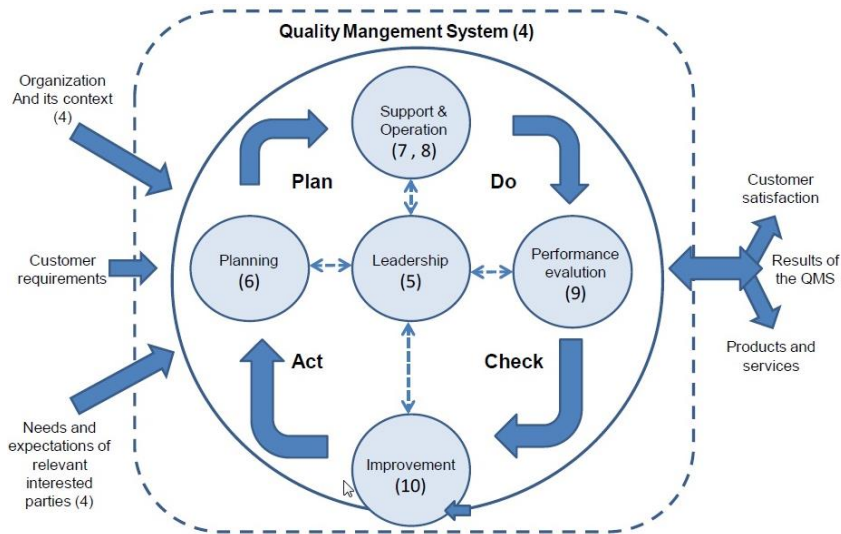 Quality Mangement System (4)
Organization
And its context
(4)
Support &
Operation
(7 , 8)
Plan
Do
Customer
satisfaction
Customer
requirements
Planning
(6)
Leadership
(5)
Performance
evalution
(9)
Results of
the QMS
Act
Check
Products and
services
Needs and
expectations of
relevant
interested
parties (4)
Improvement
(10)